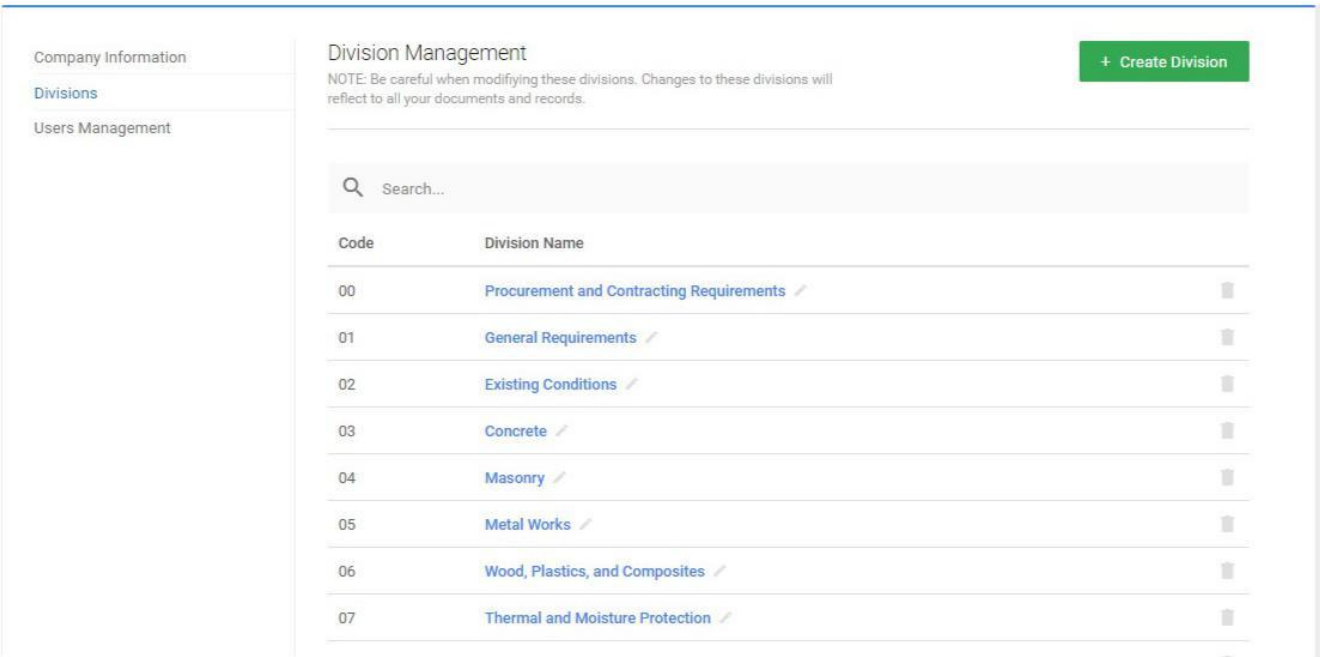 Company Information
Divisions
Users Management
Division Management
NOTE: Be careful when modifiying these divisions. Changes to these divisions will
reflect to all your documents and records.
+ Create Division
Search...
Code Division Name
00 Procurement and Contracting Requirements
01 General Requirements
02 Existing Conditions
03 Concrete
04 Masonry
05 Metal Works
06 Wood, Plastics, and Composites
07 Thermal and Moisture Protection